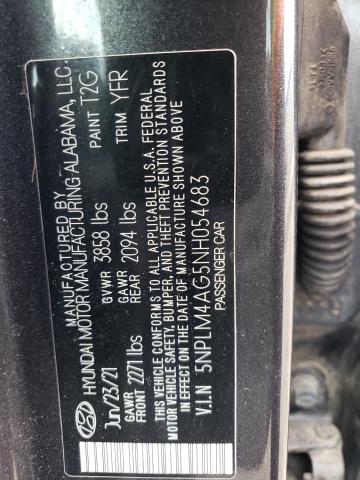 MANUFACTURED BY
HYUNDAI MOTOR MANUFACTURING ALABAMA, LLC.
Jun/23/21 GVWR 3858 lbs PAINT T2G
GAWR FRONT 2271 lbs GAWR REAR 2094 lbs TRIM YFR
THIS VEHICLE CONFORMS TO ALL APPLICABLE U.S.A. FEDERAL
MOTOR VEHICLE SAFETY, BUMPER, AND THEFT PREVENTION STANDARDS
IN EFFECT ON THE DATE OF MANUFACTURE SHOWN ABOVE.
V.I.N 5NPLM4AG5NH054683
PASSENGER CAR